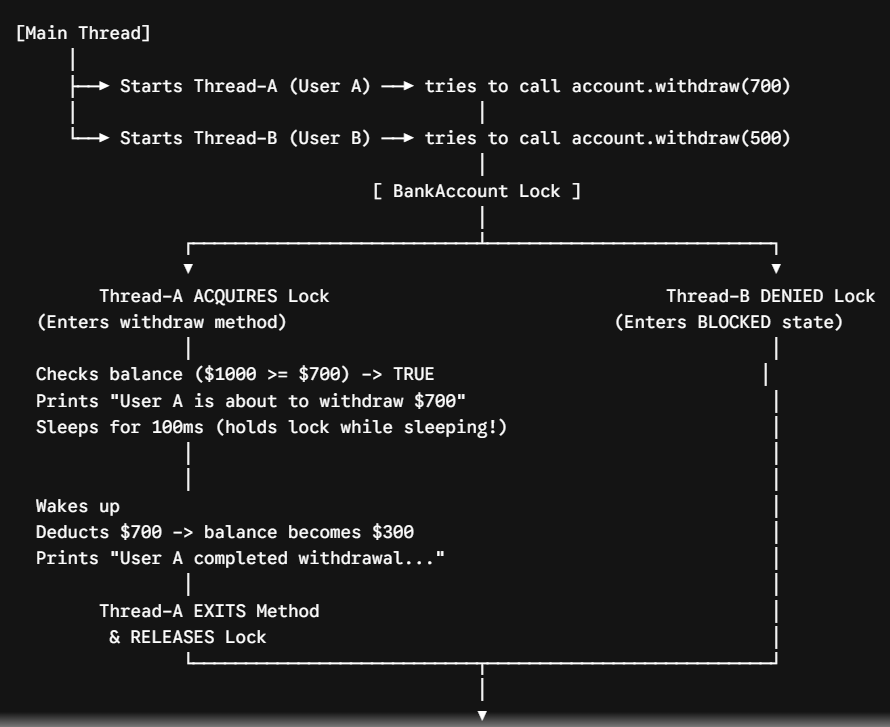 [Main Thread]
Starts Thread-A (User A) → tries to call account.withdraw(700)
Starts Thread-B (User B) → tries to call account.withdraw(500)
[ BankAccount Lock ]
Thread-A ACQUIRES Lock
(Enters withdraw method)
Thread-B DENIED Lock
(Enters BLOCKED state)
Checks balance ($1000 >= $700) -> TRUE
Prints "User A is about to withdraw $700"
Sleeps for 100ms (holds lock while sleeping!)
Wakes up
Deducts $700 -> balance becomes $300
Prints "User A completed withdrawal..."
Thread-A EXITS Method
& RELEASES Lock